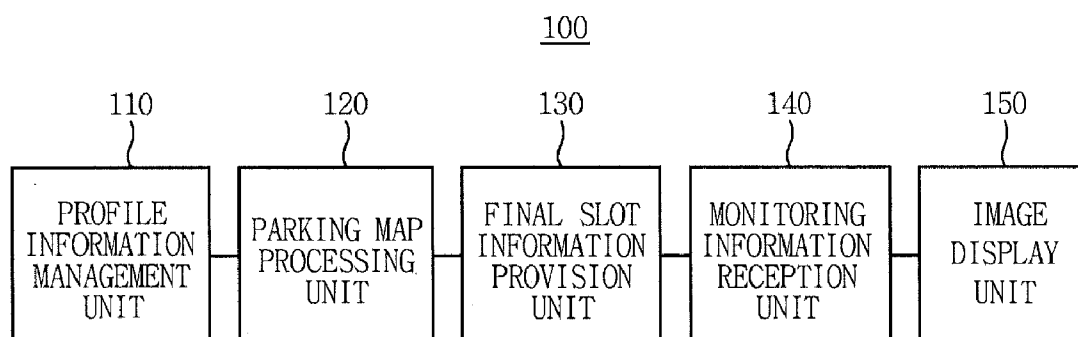 100
110
120
130
140
150
PROFILE
INFORMATION
MANAGEMENT
UNIT
PARKING MAP
PROCESSING
UNIT
FINAL SLOT
INFORMATION
PROVISION
UNIT
MONITORING
INFORMATION
RECEPTION
UNIT
IMAGE
DISPLAY
UNIT